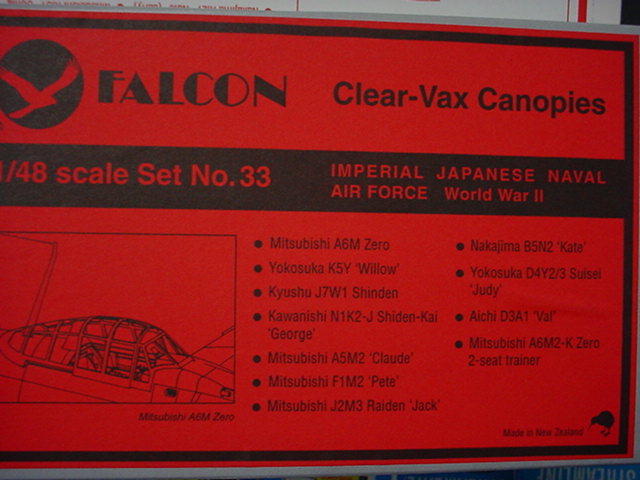 FALCON
Clear-Vax Canopies
1/48 scale Set No.33
IMPERIAL JAPANESE NAVAL
AIR FORCE World War II
• Mitsubishi A6M Zero
• Yokosuka K5Y 'Willow'
• Kyushu J7W1 Shinden
• Kawanishi N1K2-J Shiden-Kai
'George'
• Mitsubishi A5M2 'Claude'
• Mitsubishi F1M2 'Pete'
• Mitsubishi J2M3 Raiden 'Jack'
• Nakajima B5N2 'Kate'
• Yokosuka D4Y2/3 Suisei
'Judy'
• Aichi D3A1 'Val'
• Mitsubishi A6M2-K Zero
2-seat trainer
Mitsubishi A6M Zero
Made in New Zealand